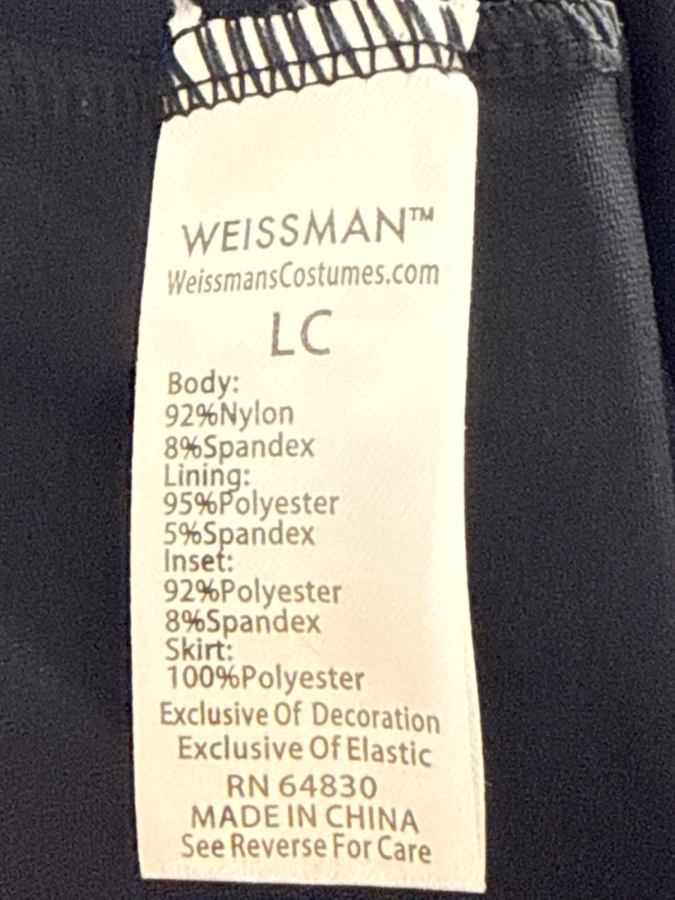 WEISSMAN™
WeissmansCostumes.com
LC
Body:
92%Nylon
8%Spandex
Lining:
95%Polyester
5%Spandex
Inset:
92%Polyester
8%Spandex
Skirt:
100%Polyester
Exclusive Of Decoration
Exclusive Of Elastic
RN 64830
MADE IN CHINA
See Reverse For Care